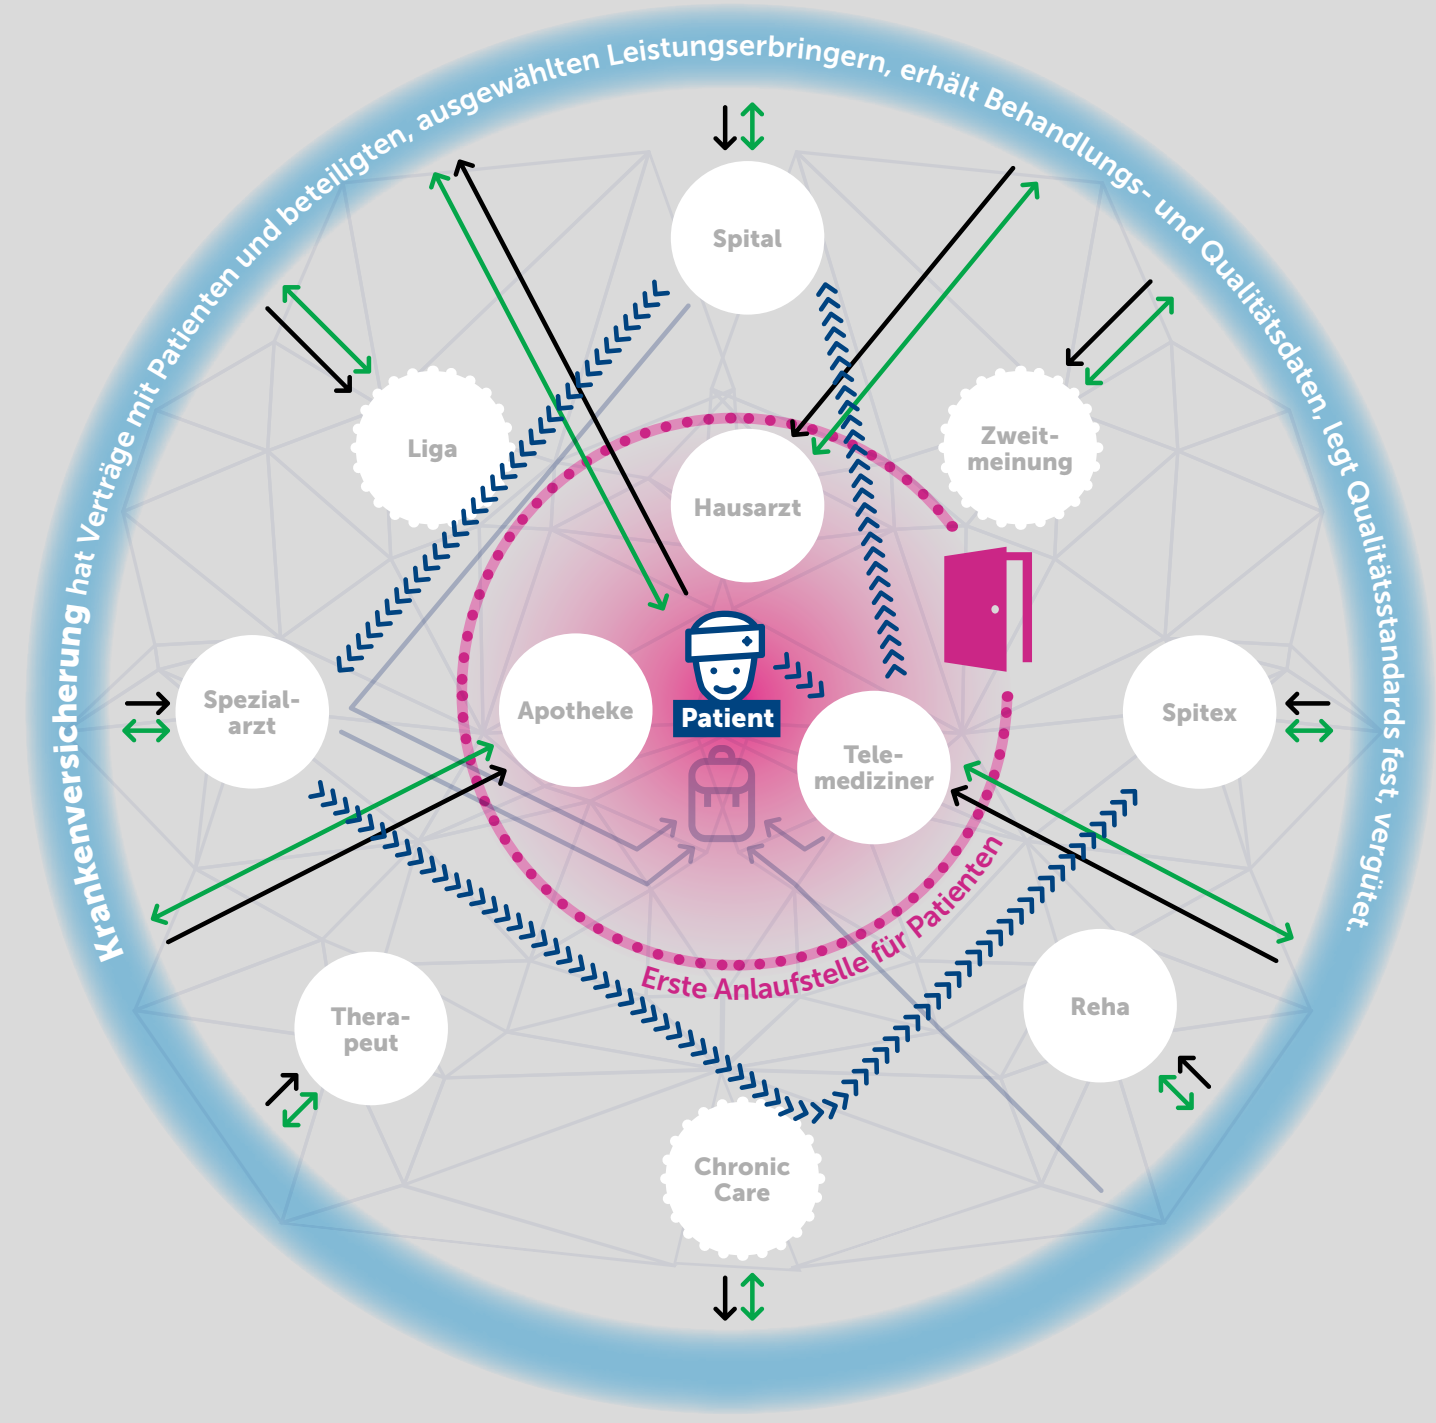 Krankenversicherung hat Verträge mit Patienten und beteiligten, ausgewählten Leistungserbringern, erhält Behandlungs- und Qualitätsdaten, legt Qualitätsstandards fest, vergütet.
Spital
Liga
Zweit-
meinung
Hausarzt
Spezial-
arzt
Apotheke
Patient
Tele-
mediziner
Spitex
Erste Anlaufstelle für Patienten
Thera-
peut
Reha
Chronic
Care